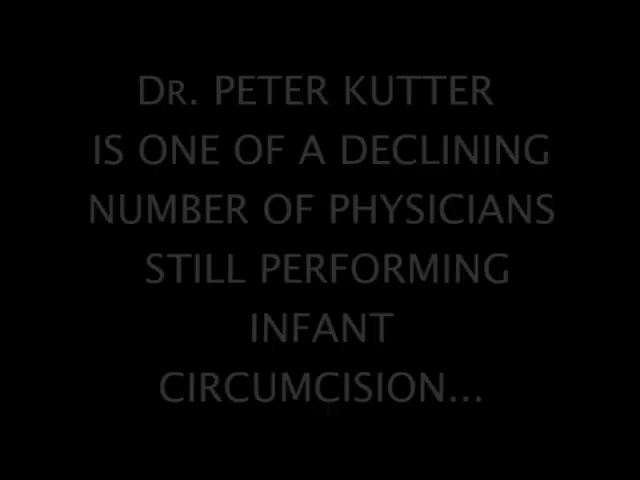 DR. PETER KUTTER
IS ONE OF A DECLINING
NUMBER OF PHYSICIANS
STILL PERFORMING
INFANT
CIRCUMCISION...